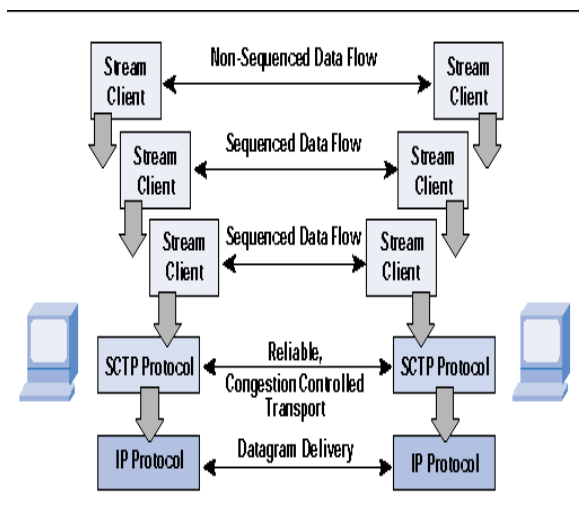 Non-Sequenced Data Flow
Stream
Client
Stream
Client
Sequenced Data Flow
Stream
Client
Stream
Client
Sequenced Data Flow
Stream
Client
Stream
Client
SCTP Protocol
Reliable,
Congestion Controlled
Transport
SCTP Protocol
IP Protocol
Datagram Delivery
IP Protocol